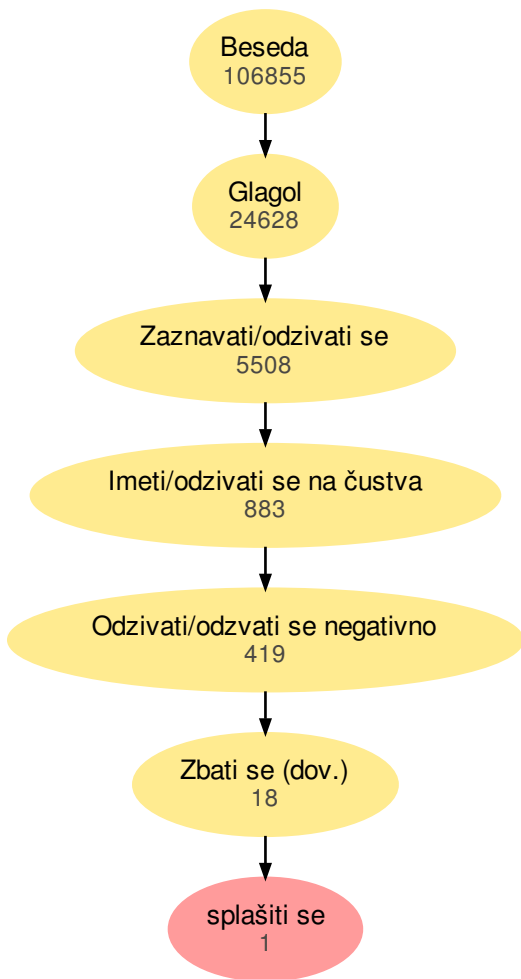 Beseda
106855
Glagol
24628
Zaznavati/odzivati se
5508
Imeti/odzivati se na čustva
883
Odzivati/odzvati se negativno
419
Zbati se (dov.)
18
splašiti se
1